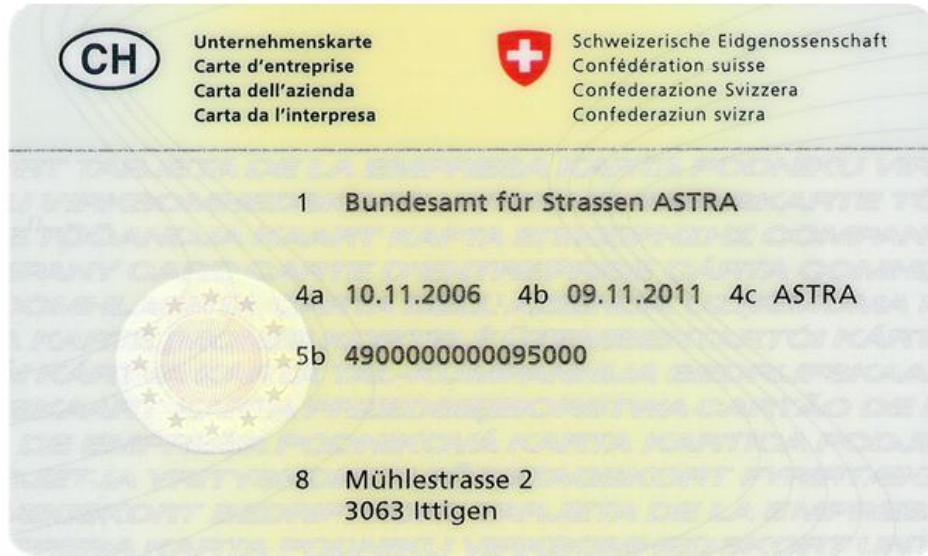 CH
Unternehmenskarte
Carte d'entreprise
Carta dell'azienda
Carta da l'interpresa
Schweizerische Eidgenossenschaft
Confédération suisse
Confederazione Svizzera
Confederaziun svizra
1 Bundesamt für Strassen ASTRA
4a 10.11.2006 4b 09.11.2011 4c ASTRA
5b 4900000000095000
8 Mühlestrasse 2
3063 Ittigen